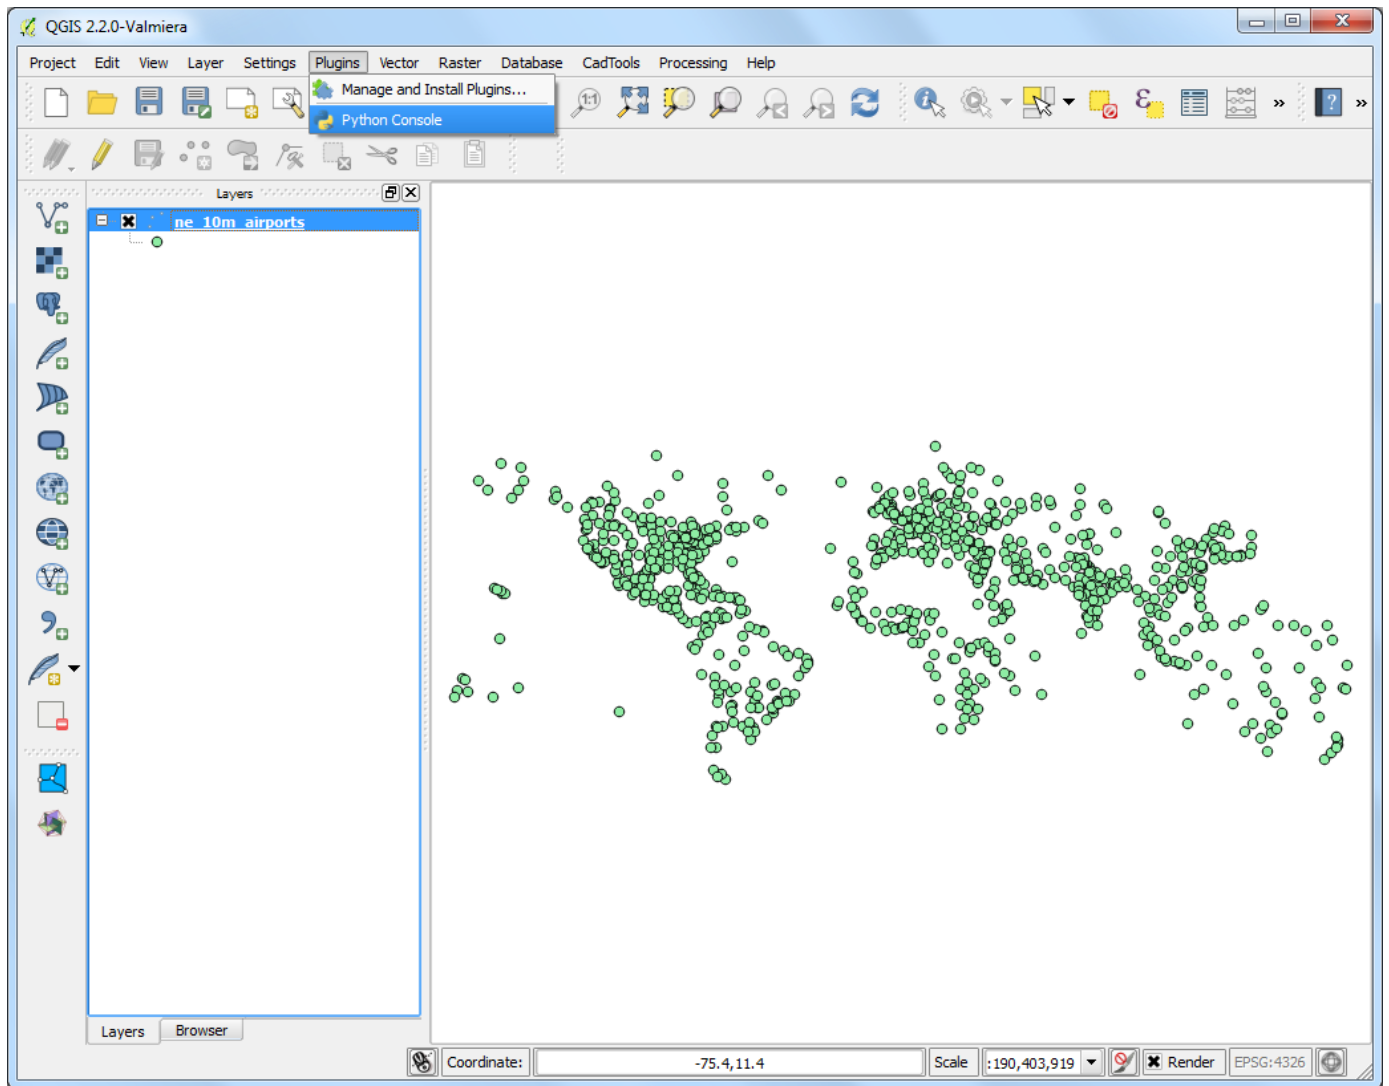 QGIS 2.2.0-Valmiera
Project Edit View Layer Settings Plugins Vector Raster Database CadTools Processing Help
Manage and Install Plugins...
Python Console
1:1
ε
?
»
»
Layers
ne_10m_airports
Layers Browser
Coordinate: -75.4,11.4 Scale :190,403,919 Render EPSG:4326